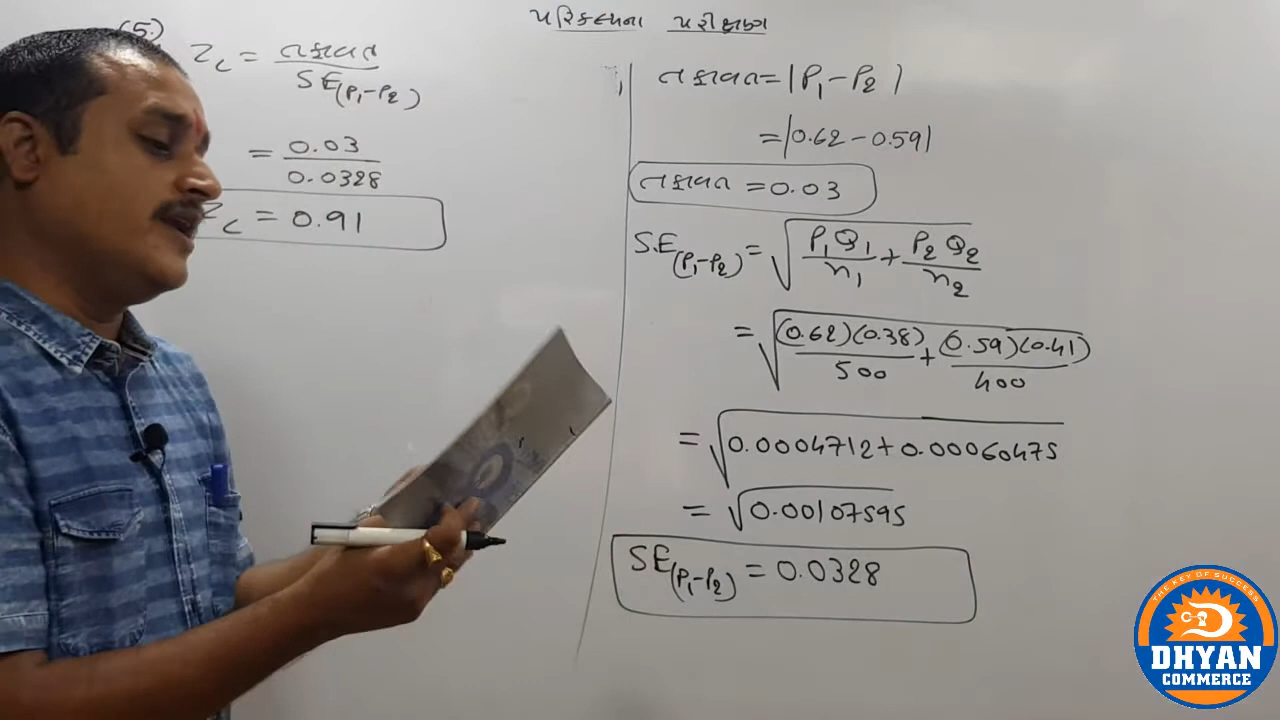 પરિકલ્પના પરીક્ષણ
(5.)
Zc = તફાવત / SE(P₁-P₂)
= 0.03 / 0.0328
Zc = 0.91
તફાવત = |P₁-P₂|
= |0.62-0.59|
તફાવત = 0.03
S.E(P₁-P₂) = √(P₁Q₁/n₁ + P₂Q₂/n₂)
= √((0.62)(0.38)/500 + (0.59)(0.41)/400)
= √(0.0004712 + 0.00060475)
= √0.00107595
SE(P₁-P₂) = 0.0328
THE KEY OF SUCCESS
DHYAN
COMMERCE